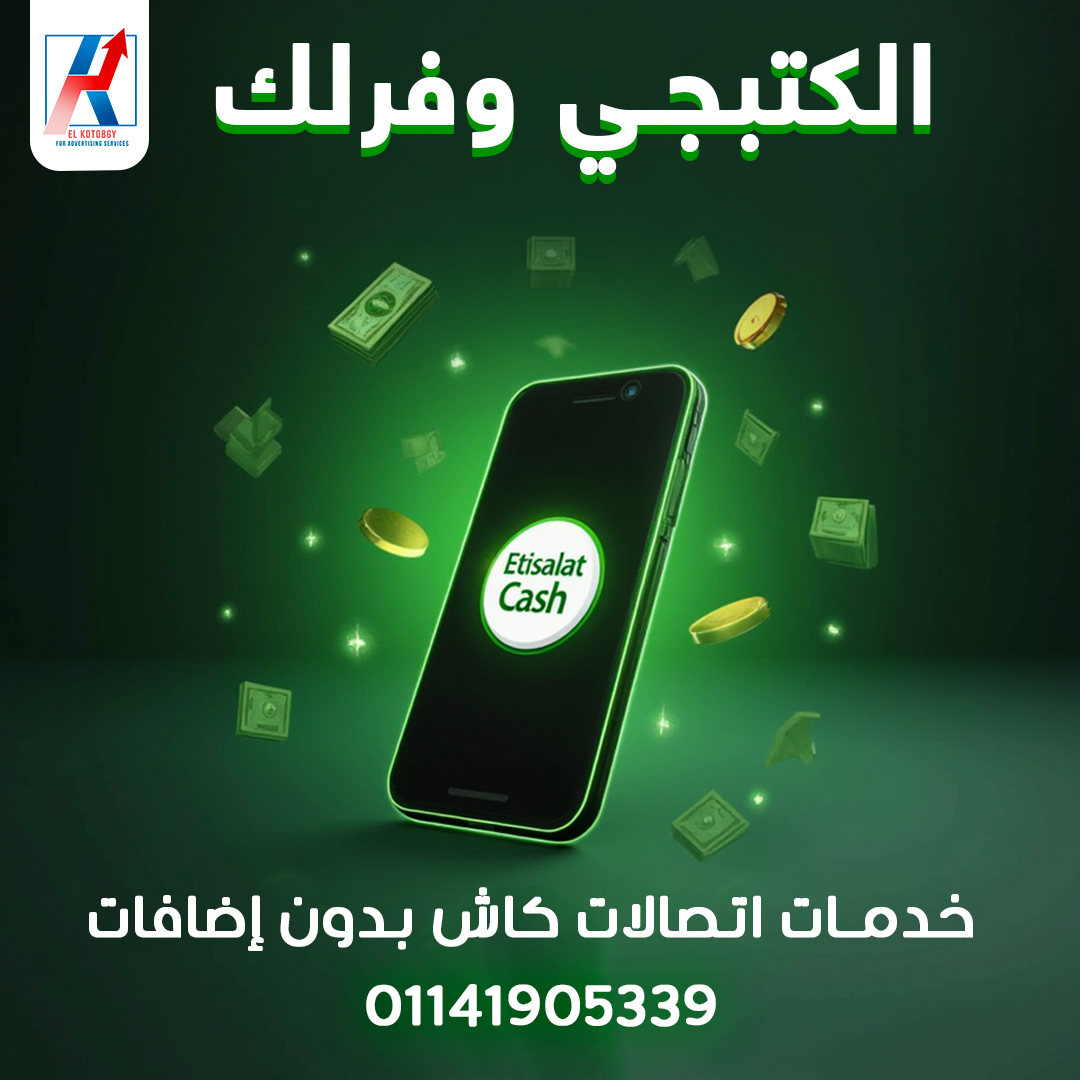 EL KOTOBGY
FOR ADVERTISING SERVICES
الكتبجي وفرلك
Etisalat
Cash
خدمات اتصالات كاش بدون إضافات
01141905339